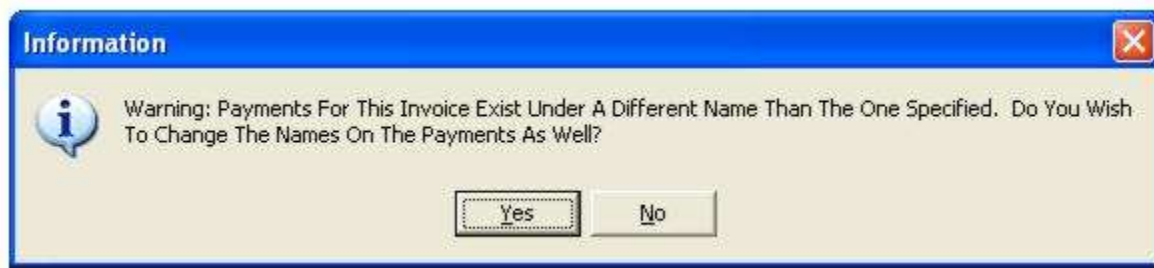 Information
Warning: Payments For This Invoice Exist Under A Different Name Than The One Specified.  Do You Wish
To Change The Names On The Payments As Well?
Yes
No